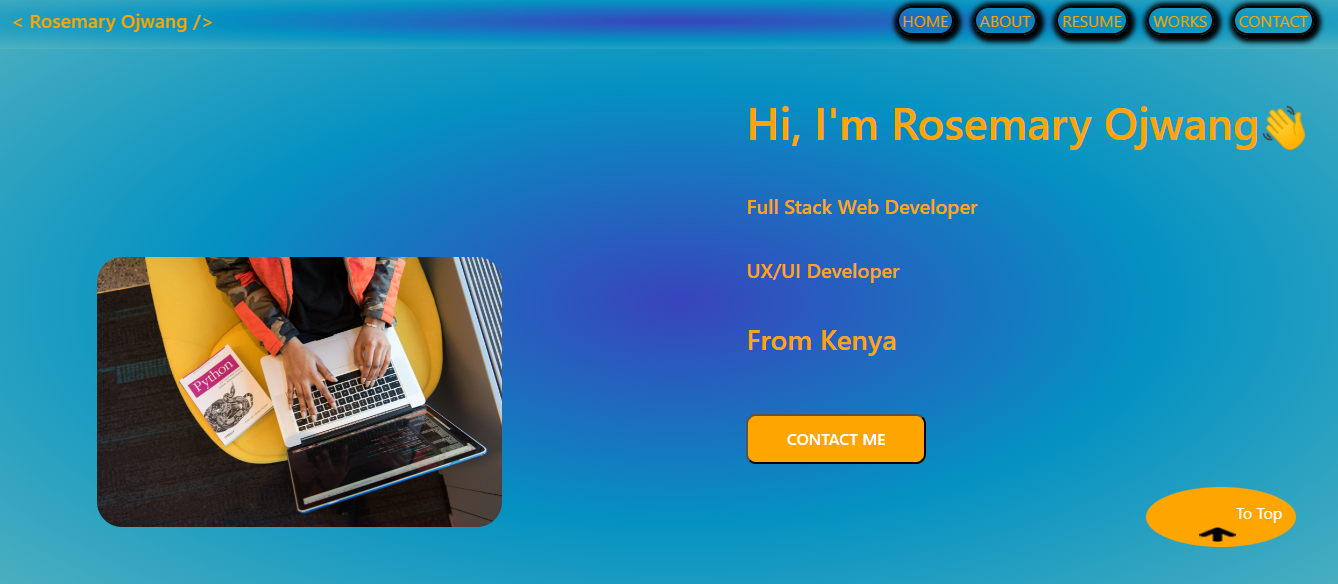 < Rosemary Ojwang />
HOME
ABOUT
RESUME
WORKS
CONTACT
Hi, I'm Rosemary Ojwang👋
Full Stack Web Developer
UX/UI Developer
From Kenya
Python
CONTACT ME
To Top